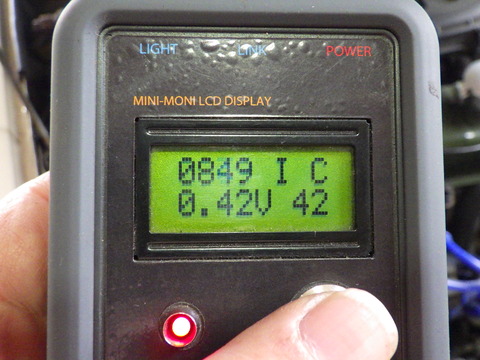 LIGHT LINK POWER
MINI-MONI LCD DISPLAY
0849 I C
0.42V 42